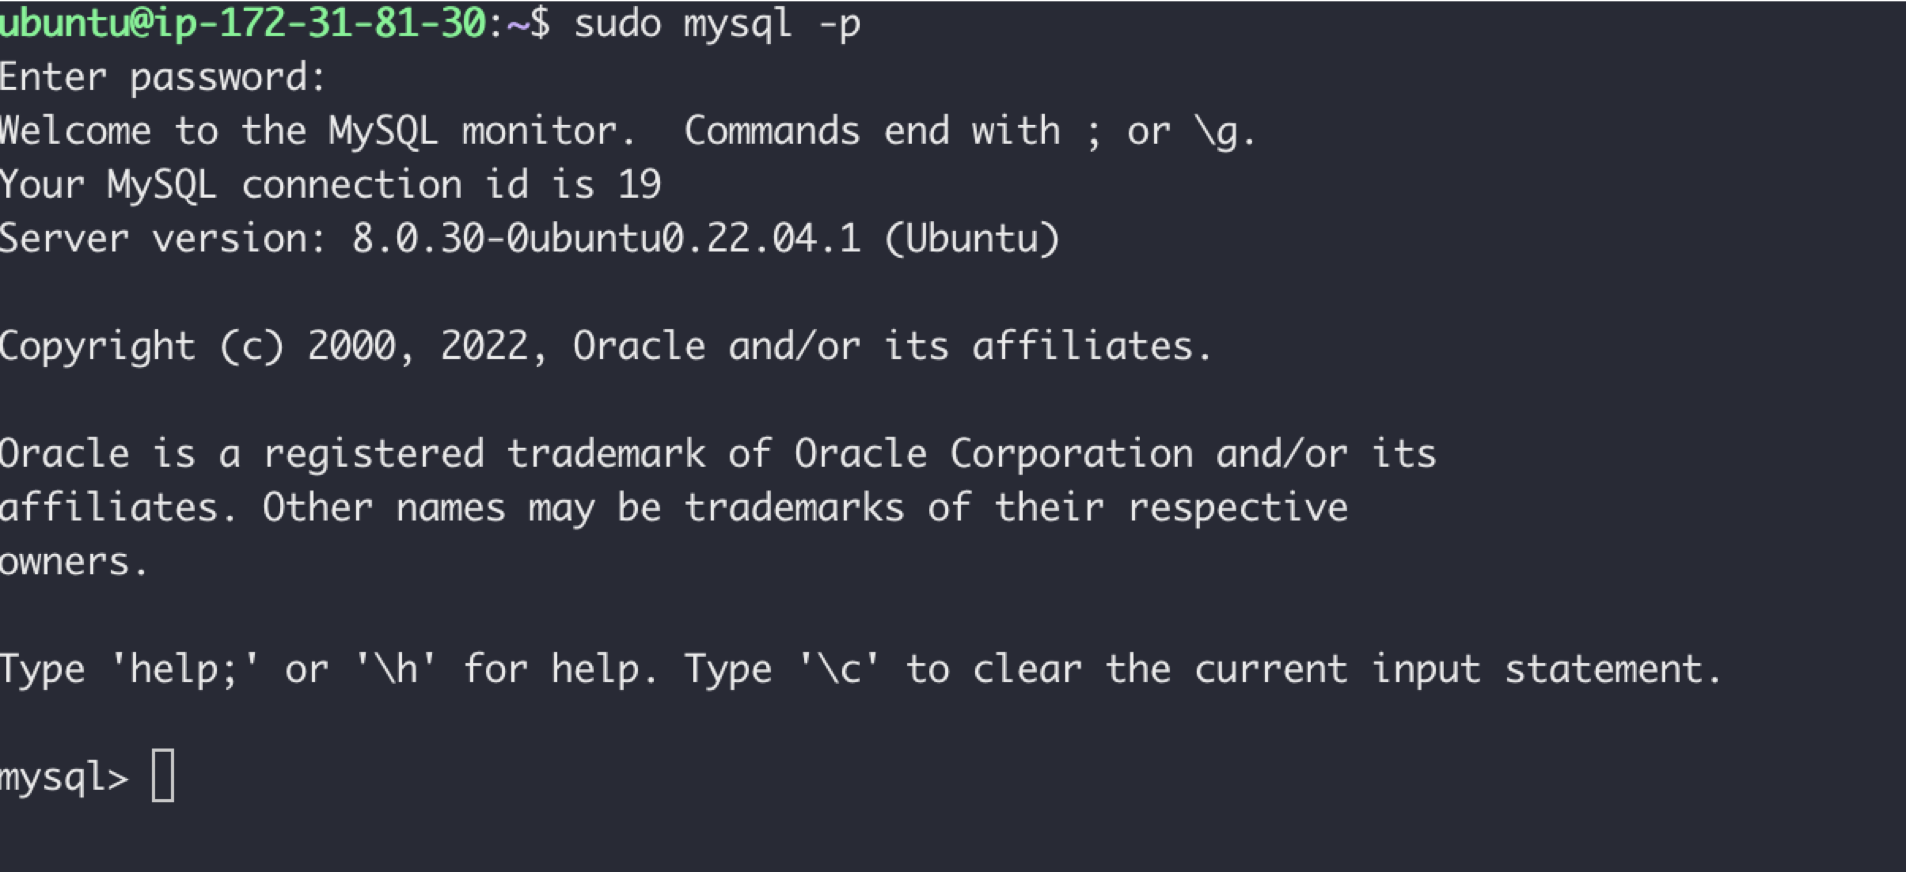 ubuntu@ip-172-31-81-30:~$ sudo mysql -p
Enter password:
Welcome to the MySQL monitor.  Commands end with ; or \g.
Your MySQL connection id is 19
Server version: 8.0.30-0ubuntu0.22.04.1 (Ubuntu)
Copyright (c) 2000, 2022, Oracle and/or its affiliates.
Oracle is a registered trademark of Oracle Corporation and/or its
affiliates. Other names may be trademarks of their respective
owners.
Type 'help;' or '\h' for help. Type '\c' to clear the current input statement.
mysql>